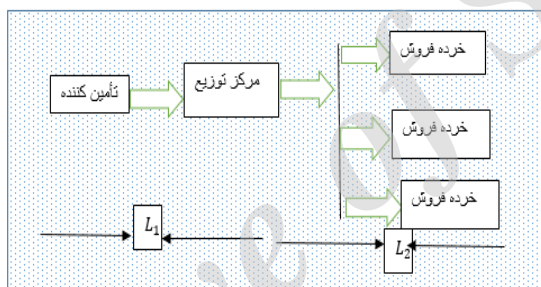 خرده فروش
مرکز توزیع
تأمین کننده
خرده فروش
خرده فروش
L₁
L₂